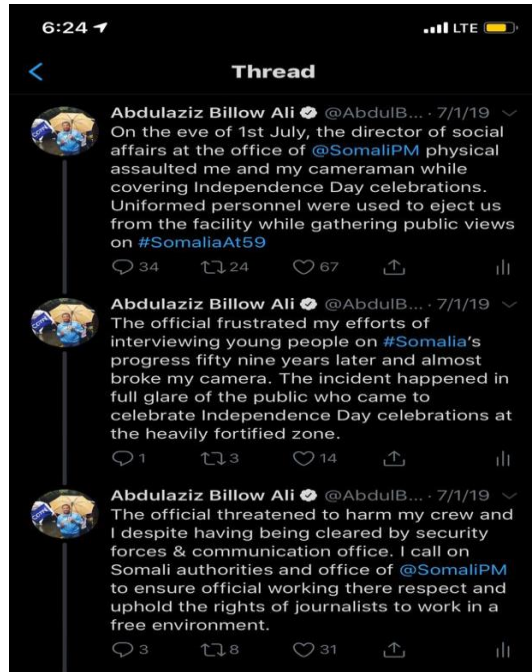 6:24
LTE
Thread
Abdulaziz Billow Ali @AbdulB... · 7/1/19
On the eve of 1st July, the director of social
affairs at the office of @SomaliPM physical
assaulted me and my cameraman while
covering Independence Day celebrations.
Uniformed personnel were used to eject us
from the facility while gathering public views
on #SomaliaAt59
34 24 67
Abdulaziz Billow Ali @AbdulB... · 7/1/19
The official frustrated my efforts of
interviewing young people on #Somalia's
progress fifty nine years later and almost
broke my camera. The incident happened in
full glare of the public who came to
celebrate Independence Day celebrations at
the heavily fortified zone.
1 3 14
Abdulaziz Billow Ali @AbdulB... · 7/1/19
The official threatened to harm my crew and
I despite having being cleared by security
forces & communication office. I call on
Somali authorities and office of @SomaliPM
to ensure official working there respect and
uphold the rights of journalists to work in a
free environment.
3 8 31